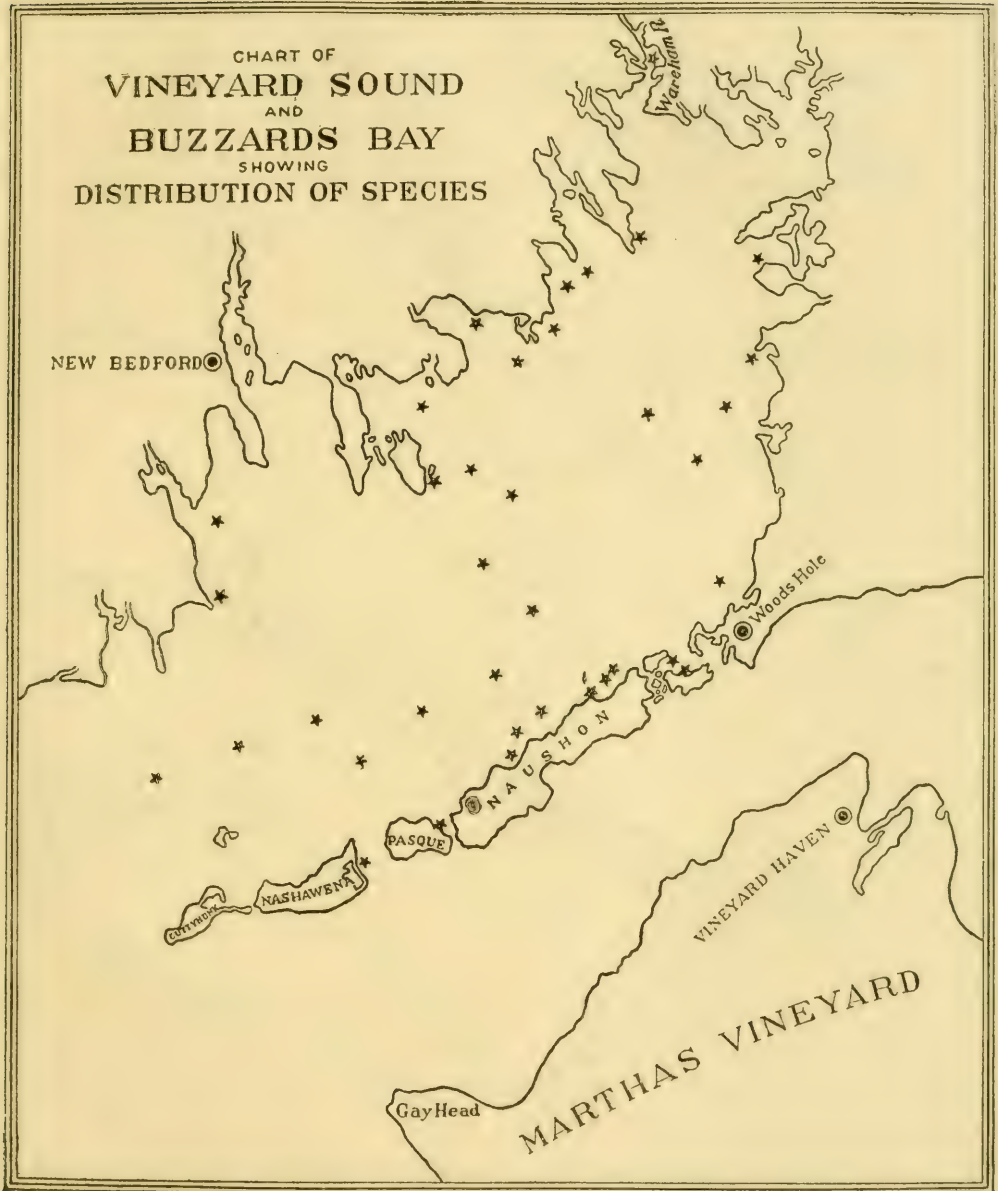 CHART OF
VINEYARD SOUND
AND
BUZZARDS BAY
SHOWING
DISTRIBUTION OF SPECIES
Wareham R.
NEW BEDFORD
Woods Hole
NAUSHON
PASQUE
NASHAWENA
CUTTYHUNK
VINEYARD HAVEN
MARTHAS VINEYARD
Gay Head